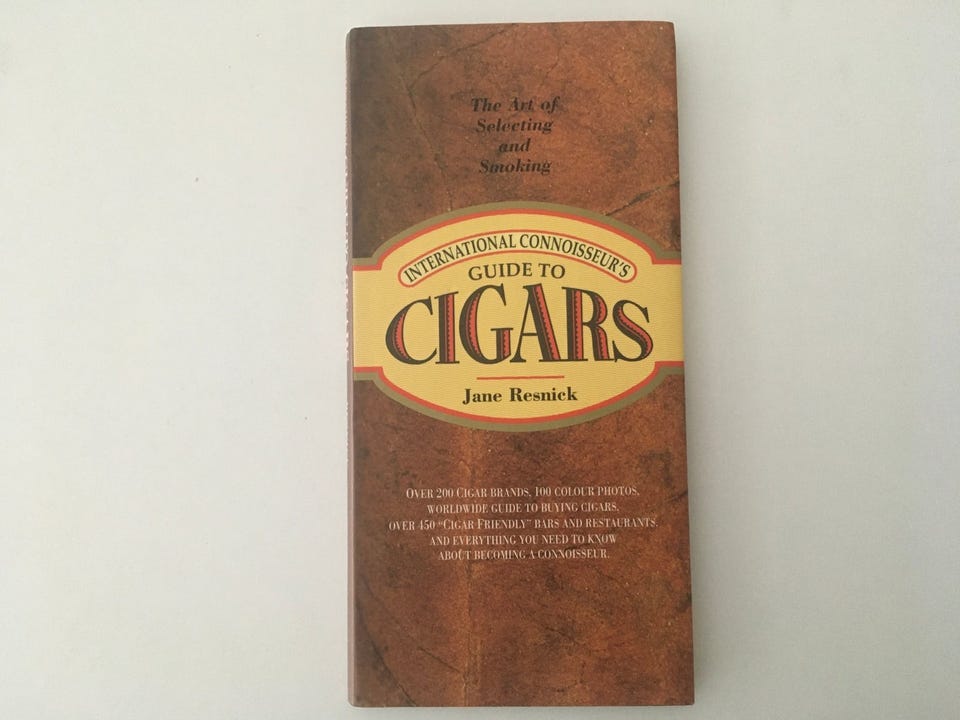 The Art of
Selecting
and
Smoking
INTERNATIONAL CONNOISSEUR'S
GUIDE TO
CIGARS
Jane Resnick
OVER 200 CIGAR BRANDS, 100 COLOUR PHOTOS,
WORLDWIDE GUIDE TO BUYING CIGARS,
OVER 450 "CIGAR FRIENDLY" BARS AND RESTAURANTS,
AND EVERYTHING YOU NEED TO KNOW
ABOUT BECOMING A CONNOISSEUR.